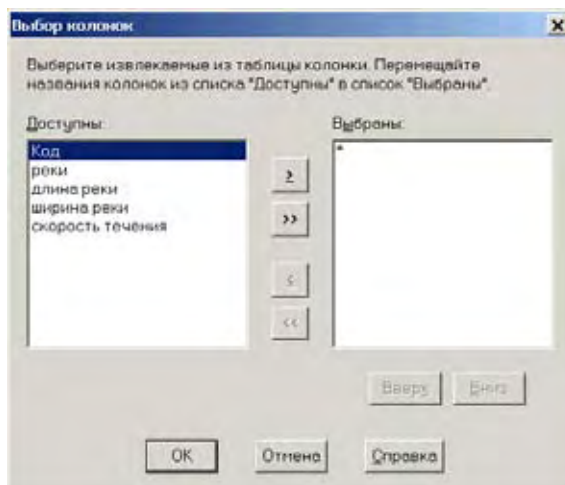 Выбор колонок
Выберите извлекаемые из таблицы колонки. Перемещайте
названия колонок из списка "Доступны" в список "Выбраны".
Доступны:
Выбраны:
Код
реки
длина реки
ширина реки
скорость течения
*
>
>>
<
<<
Вверх
Вниз
OK
Отмена
Справка